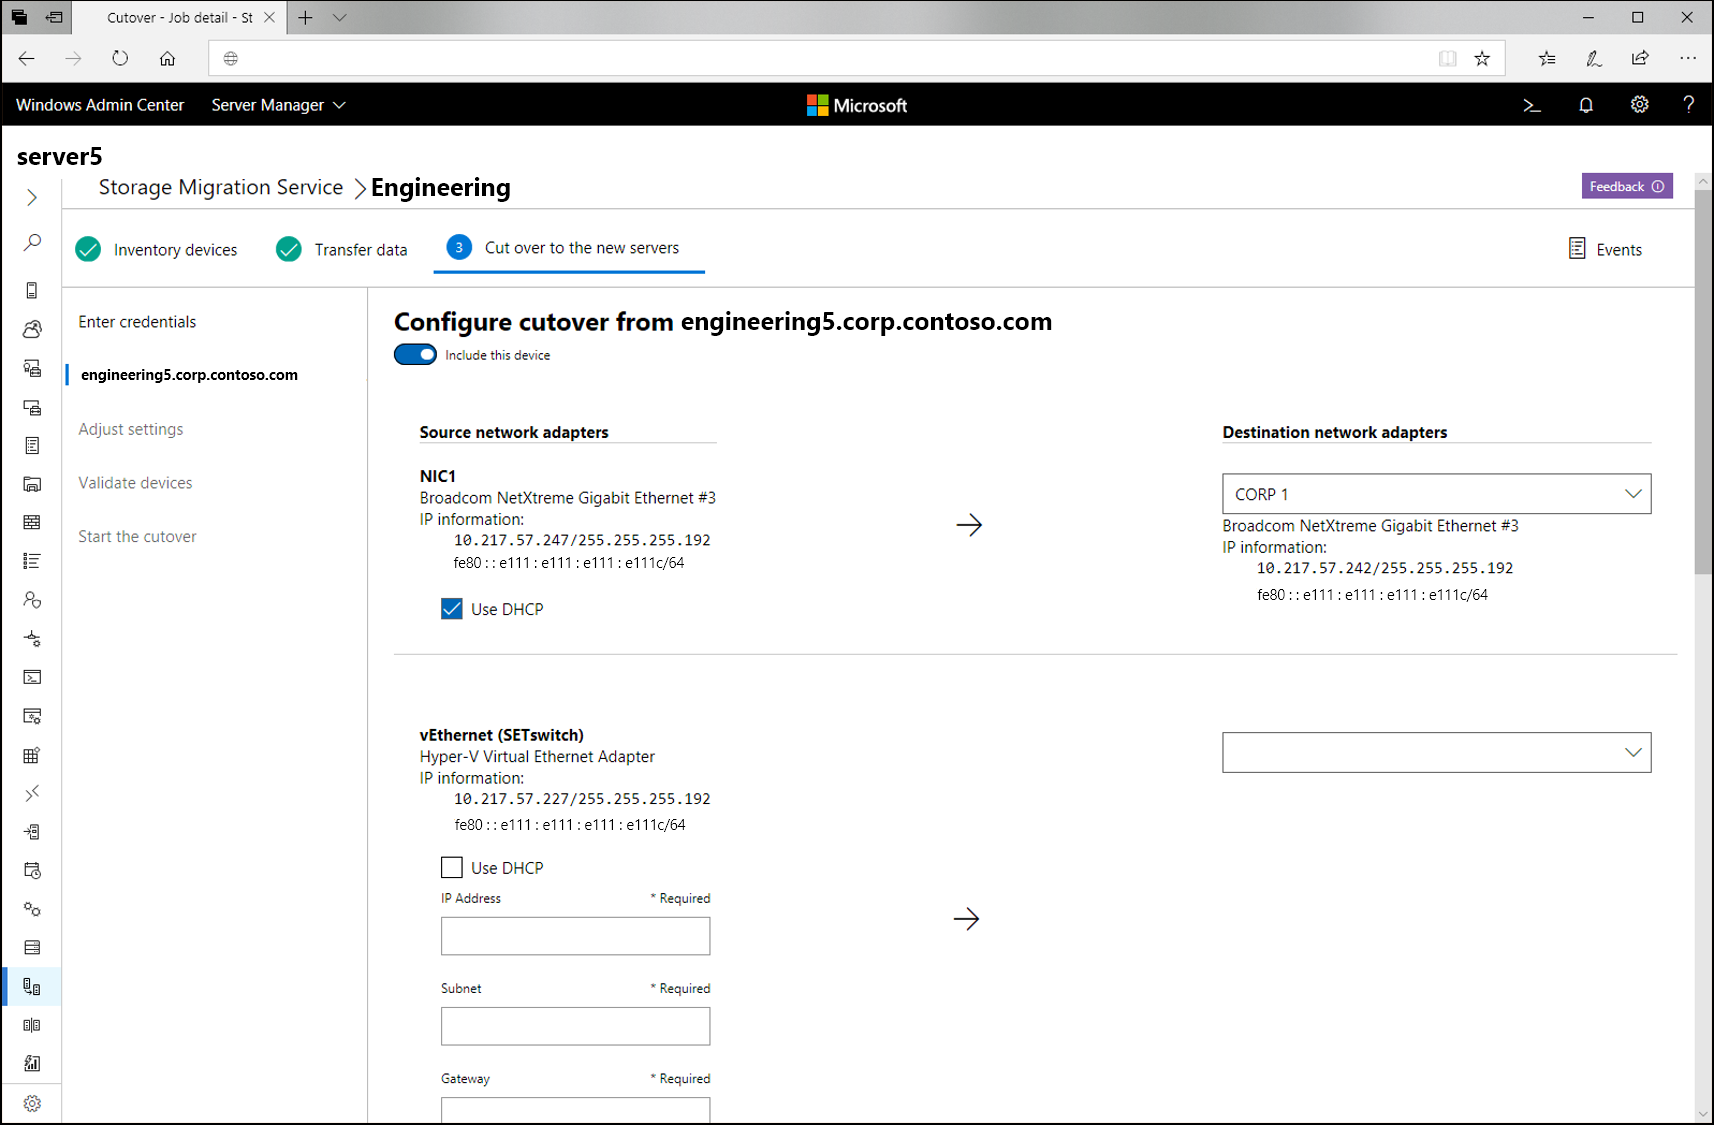 Cutover - Job detail - St
Windows Admin Center
Server Manager
Microsoft
server5
Storage Migration Service
Engineering
Feedback
Inventory devices
Transfer data
3
Cut over to the new servers
Events
Enter credentials
engineering5.corp.contoso.com
Adjust settings
Validate devices
Start the cutover
Configure cutover from engineering5.corp.contoso.com
Include this device
Source network adapters
NIC1
Broadcom NetXtreme Gigabit Ethernet #3
IP information:
10.217.57.247/255.255.255.192
fe80 : : e111 : e111 : e111 : e111c/64
Use DHCP
Destination network adapters
CORP 1
Broadcom NetXtreme Gigabit Ethernet #3
IP information:
10.217.57.242/255.255.255.192
fe80 : : e111 : e111 : e111 : e111c/64
vEthernet (SETswitch)
Hyper-V Virtual Ethernet Adapter
IP information:
10.217.57.227/255.255.255.192
fe80 : : e111 : e111 : e111 : e111c/64
Use DHCP
IP Address * Required
Subnet * Required
Gateway * Required